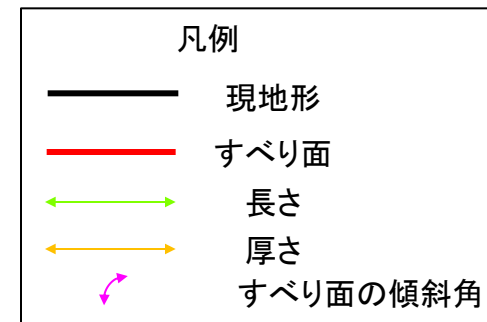 凡例
現地形
すべり面
長さ
厚さ
すべり面の傾斜角